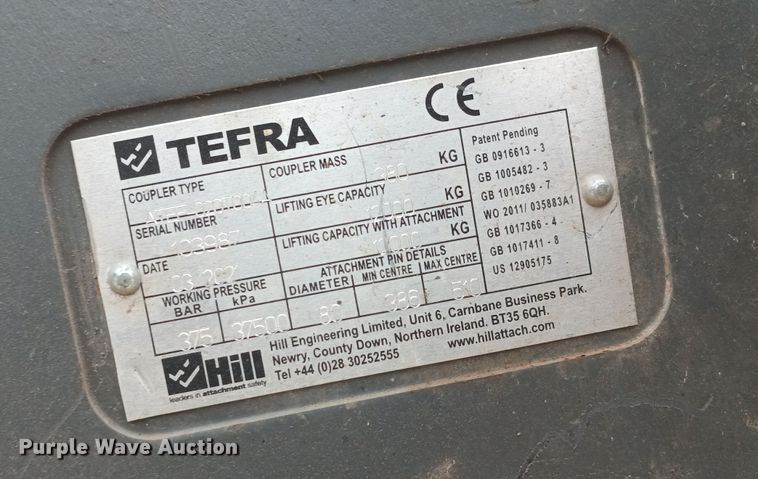 TEFRA
CE
COUPLER TYPE
SERIAL NUMBER
103987
DATE
WORKING PRESSURE
BAR kPa
375 37500
COUPLER MASS
380 KG
LIFTING EYE CAPACITY
KG
LIFTING CAPACITY WITH ATTACHMENT
KG
ATTACHMENT PIN DETAILS
DIAMETER MIN CENTRE MAX CENTRE
80 386
Patent Pending
GB 0916613 - 3
GB 1005482 - 3
GB 1010269 - 7
WO 2011/ 035883A1
GB 1017366 - 4
GB 1017411 - 8
US 12905175
Hill
leaders in attachment safety
Hill Engineering Limited, Unit 6, Carnbane Business Park.
Newry, County Down, Northern Ireland. BT35 6QH.
Tel +44 (0)28 30252555 www.hillattach.com
Purple Wave Auction